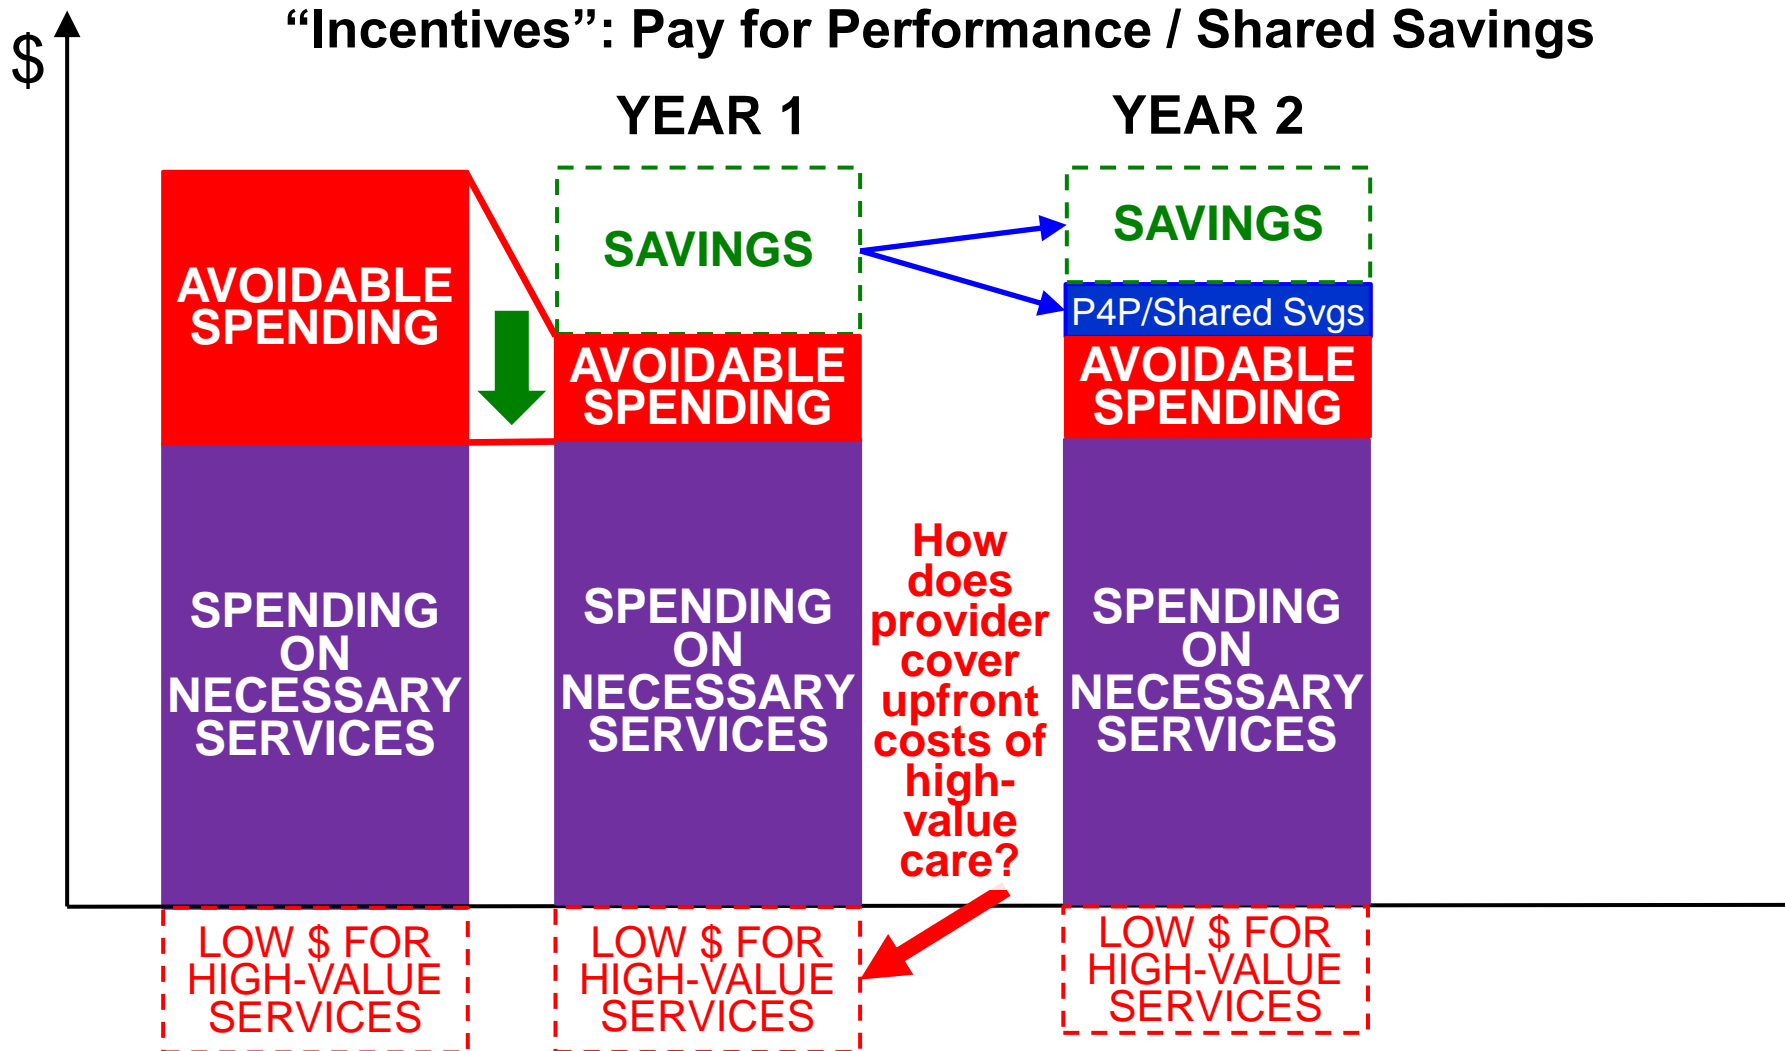 “Incentives”: Pay for Performance / Shared Savings
$
YEAR 1
YEAR 2
AVOIDABLE
SPENDING
SPENDING
ON
NECESSARY
SERVICES
LOW $ FOR
HIGH-VALUE
SERVICES
SAVINGS
AVOIDABLE
SPENDING
SPENDING
ON
NECESSARY
SERVICES
LOW $ FOR
HIGH-VALUE
SERVICES
How
does
provider
cover
upfront
costs of
high-
value
care?
SAVINGS
P4P/Shared Svgs
AVOIDABLE
SPENDING
SPENDING
ON
NECESSARY
SERVICES
LOW $ FOR
HIGH-VALUE
SERVICES